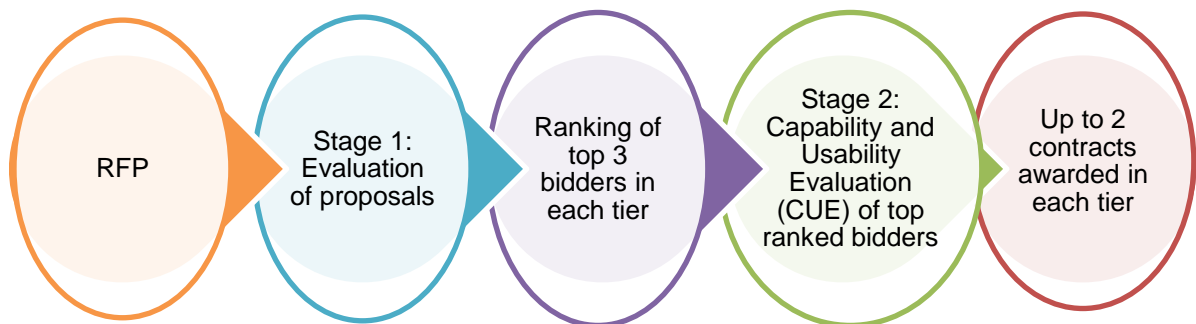 RFP
Stage 1:
Evaluation
of proposals
Ranking of
top 3
bidders in
each tier
Stage 2:
Capability and
Usability
Evaluation
(CUE) of top
ranked bidders
Up to 2
contracts
awarded in
each tier